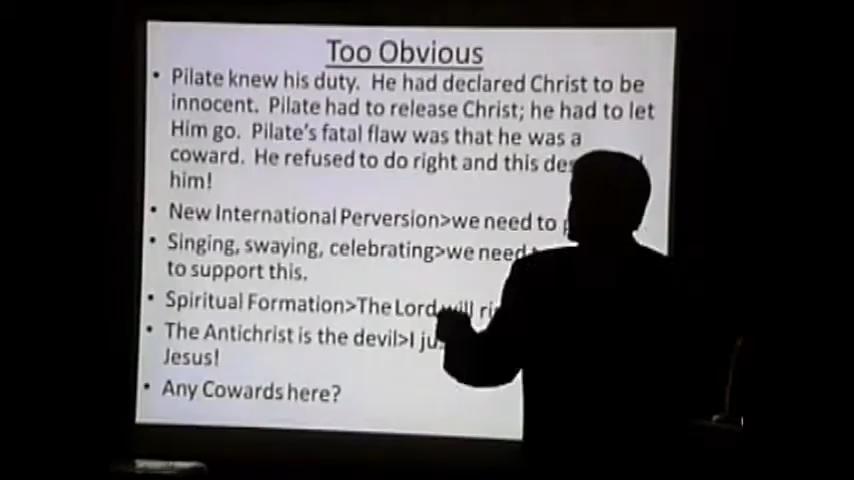 Too Obvious
• Pilate knew his duty. He had declared Christ to be
innocent. Pilate had to release Christ; he had to let
Him go. Pilate's fatal flaw was that he was a
coward. He refused to do right and this
him!
• New International Perversion>we need to
• Singing, swaying, celebrating>we need
to support this.
• Spiritual Formation>The Lord will
• The Antichrist is the devil>I
Jesus!
• Any Cowards here?